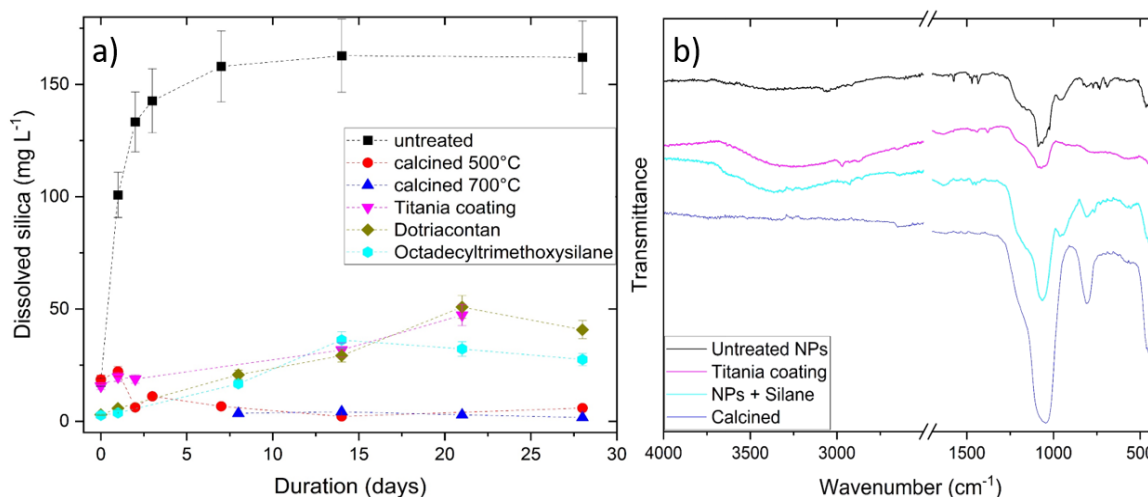 a)
Dissolved silica (mg L⁻¹)
150
100
50
0
untreated
calcined 500°C
calcined 700°C
Titania coating
Dotriacontan
Octadecyltrimethoxysilane
0 5 10 15 20 25 30
Duration (days)
b)
Transmittance
Untreated NPs
Titania coating
NPs + Silane
Calcined
4000 3500 3000 1500 1000 500
Wavenumber (cm⁻¹)